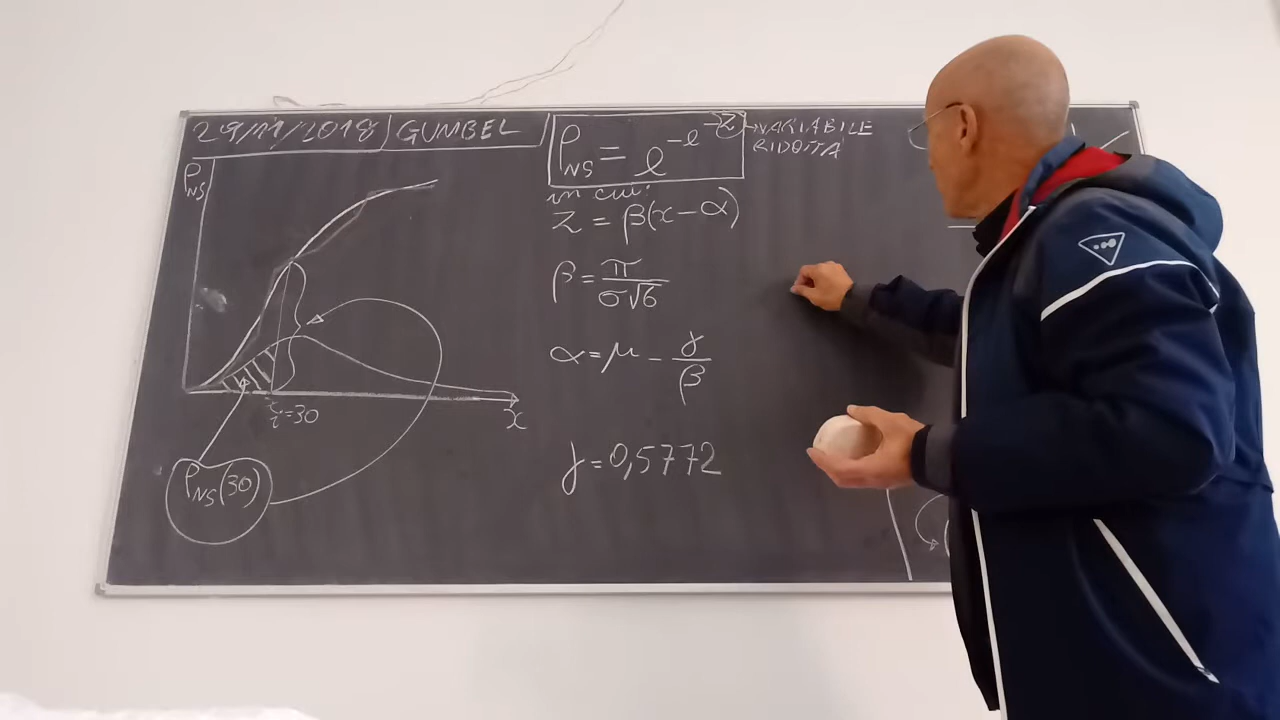 29/11/2018 GUMBEL
P_NS = e^-e^-Z → VARIABILE RIDOTTA
in cui:
Z = β(x-α)
β = π/σ√6
α = μ - γ/β
γ = 0,5772
P_NS
i=30
x
P_NS(30)